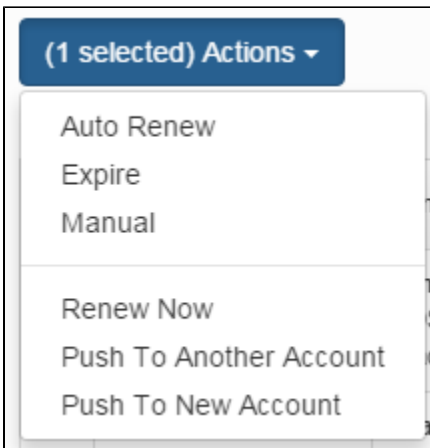 (1 selected) Actions
Auto Renew
Expire
Manual
Renew Now
Push To Another Account
Push To New Account